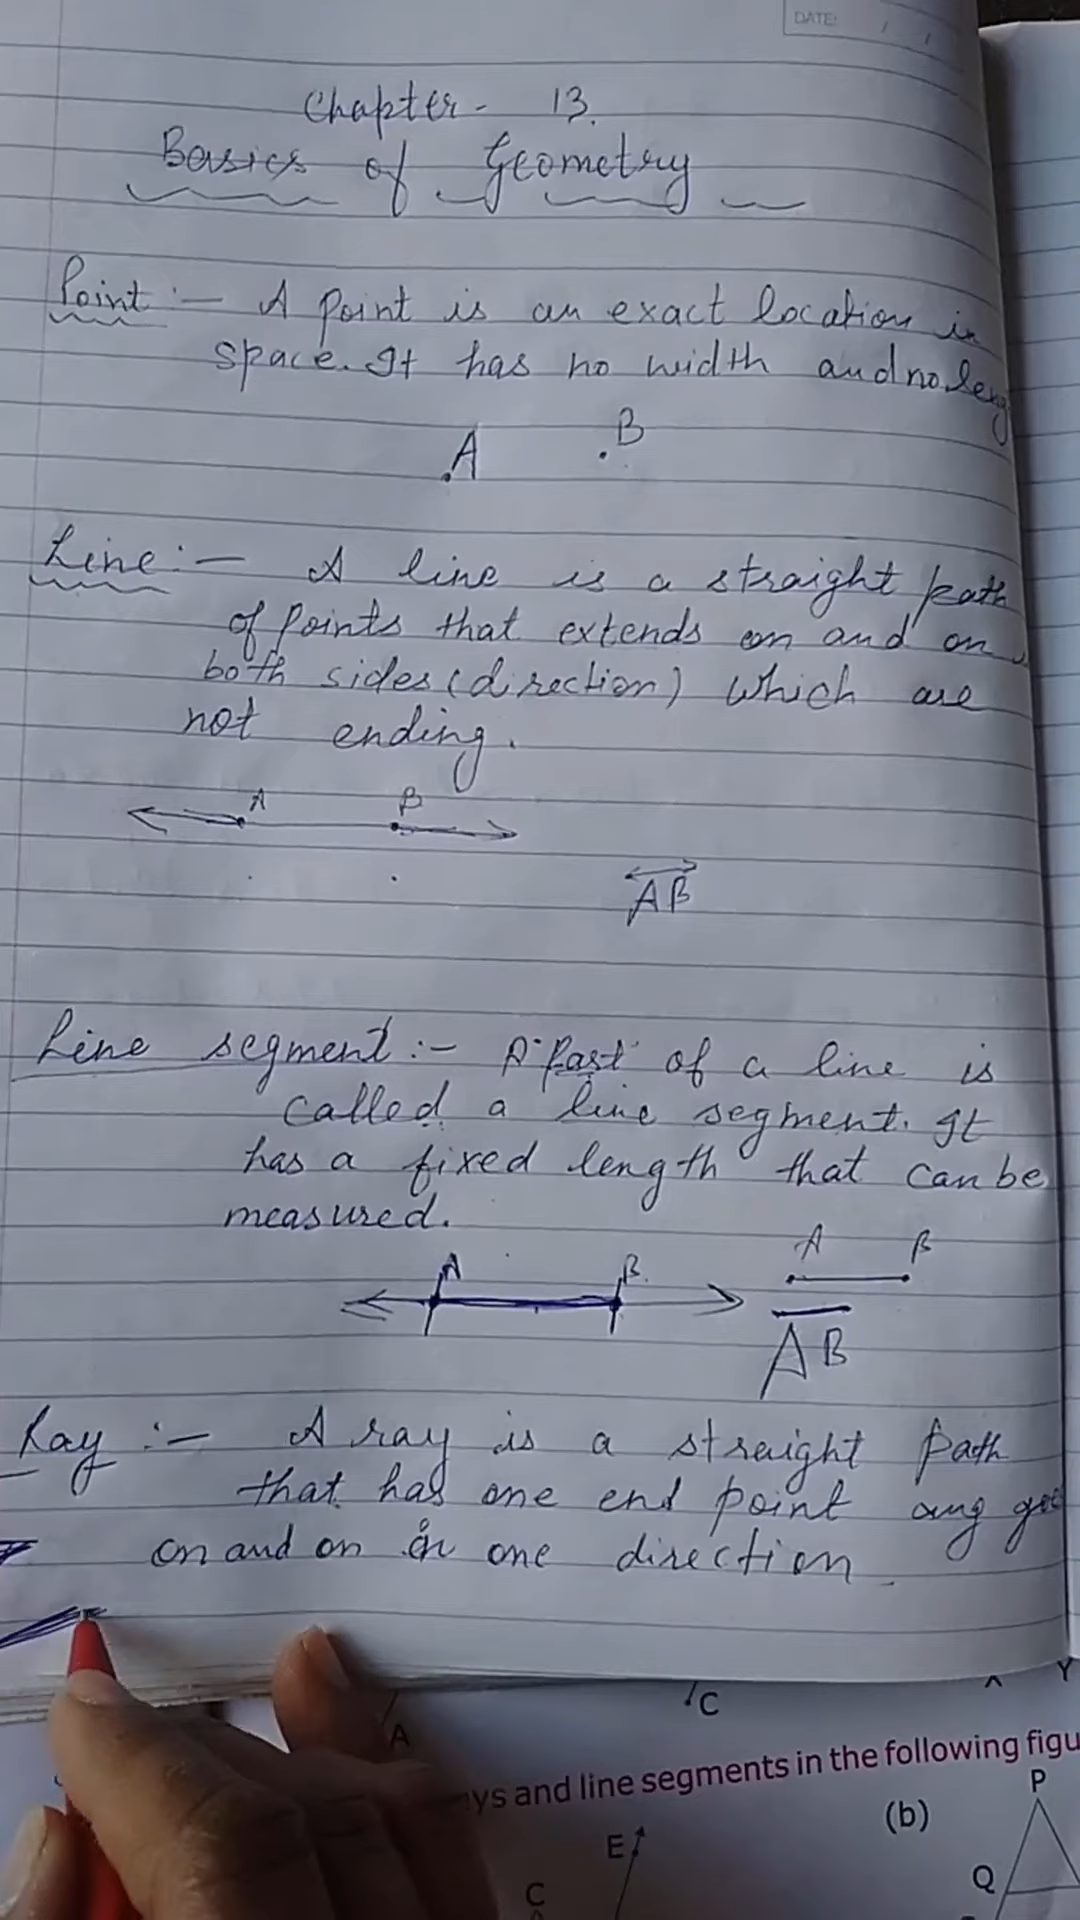 DATE: / /
Chapter - 13.
Basics of Geometry
Point :- A point is an exact location in
space. It has no width and no leng
.A .B
Line :- A line is a straight path
of points that extends on and on
both sides (direction) which are
not ending.
A B
AB
Line segment :- A part of a line is
called a line segment. It
has a fixed length that can be
measured.
A B
A B
AB
Ray :- A ray is a straight path
that has one end point ang goe
on and on in one direction
C
Y
A
ys and line segments in the following figu
(b)
P
E
Q
C